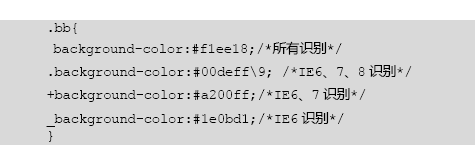 .bb{
background-color:#f1ee18;/*所有识别*/
.background-color:#00deff\9; /*IE6、7、8识别*/
+background-color:#a200ff;/*IE6、7识别*/
_background-color:#1e0bd1;/*IE6识别*/
}